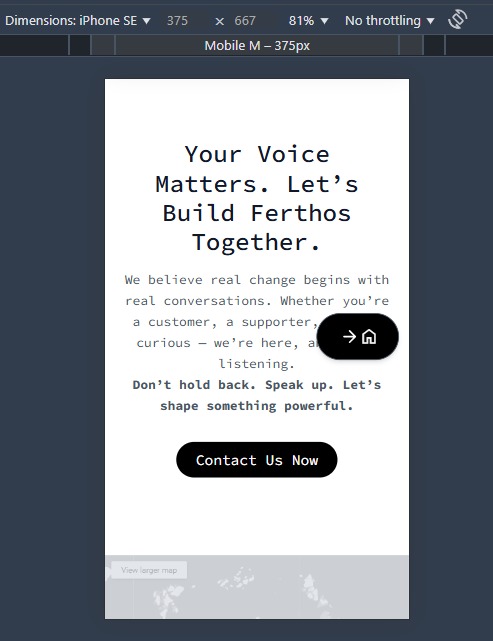 Dimensions: iPhone SE 375 × 667 81% No throttling
Mobile M – 375px
Your Voice
Matters. Let’s
Build Ferthos
Together.
We believe real change begins with
real conversations. Whether you’re
a customer, a supporter,
curious — we’re here,
listening.
Don’t hold back. Speak up. Let’s
shape something powerful.
Contact Us Now
View larger map